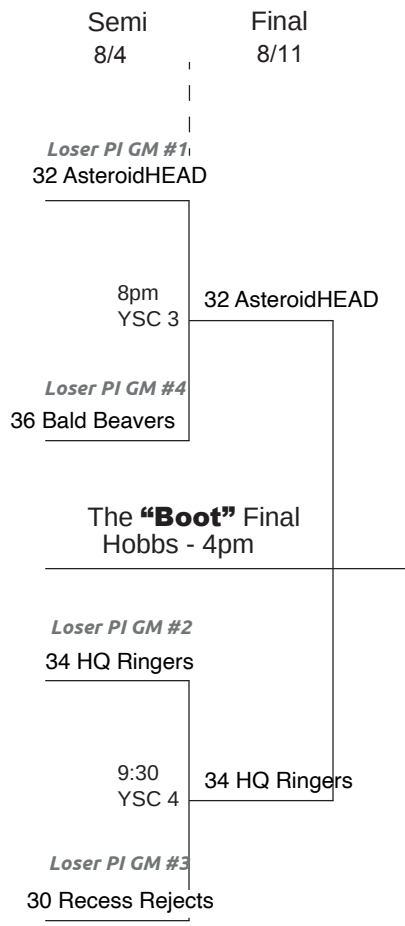 Semi
Final
8/4
8/11
Loser PI GM #1
32 AsteroidHEAD
8pm
YSC 3
32 AsteroidHEAD
Loser PI GM #4
36 Bald Beavers
The “Boot” Final
Hobbs - 4pm
Loser PI GM #2
34 HQ Ringers
9:30
YSC 4
34 HQ Ringers
Loser PI GM #3
30 Recess Rejects